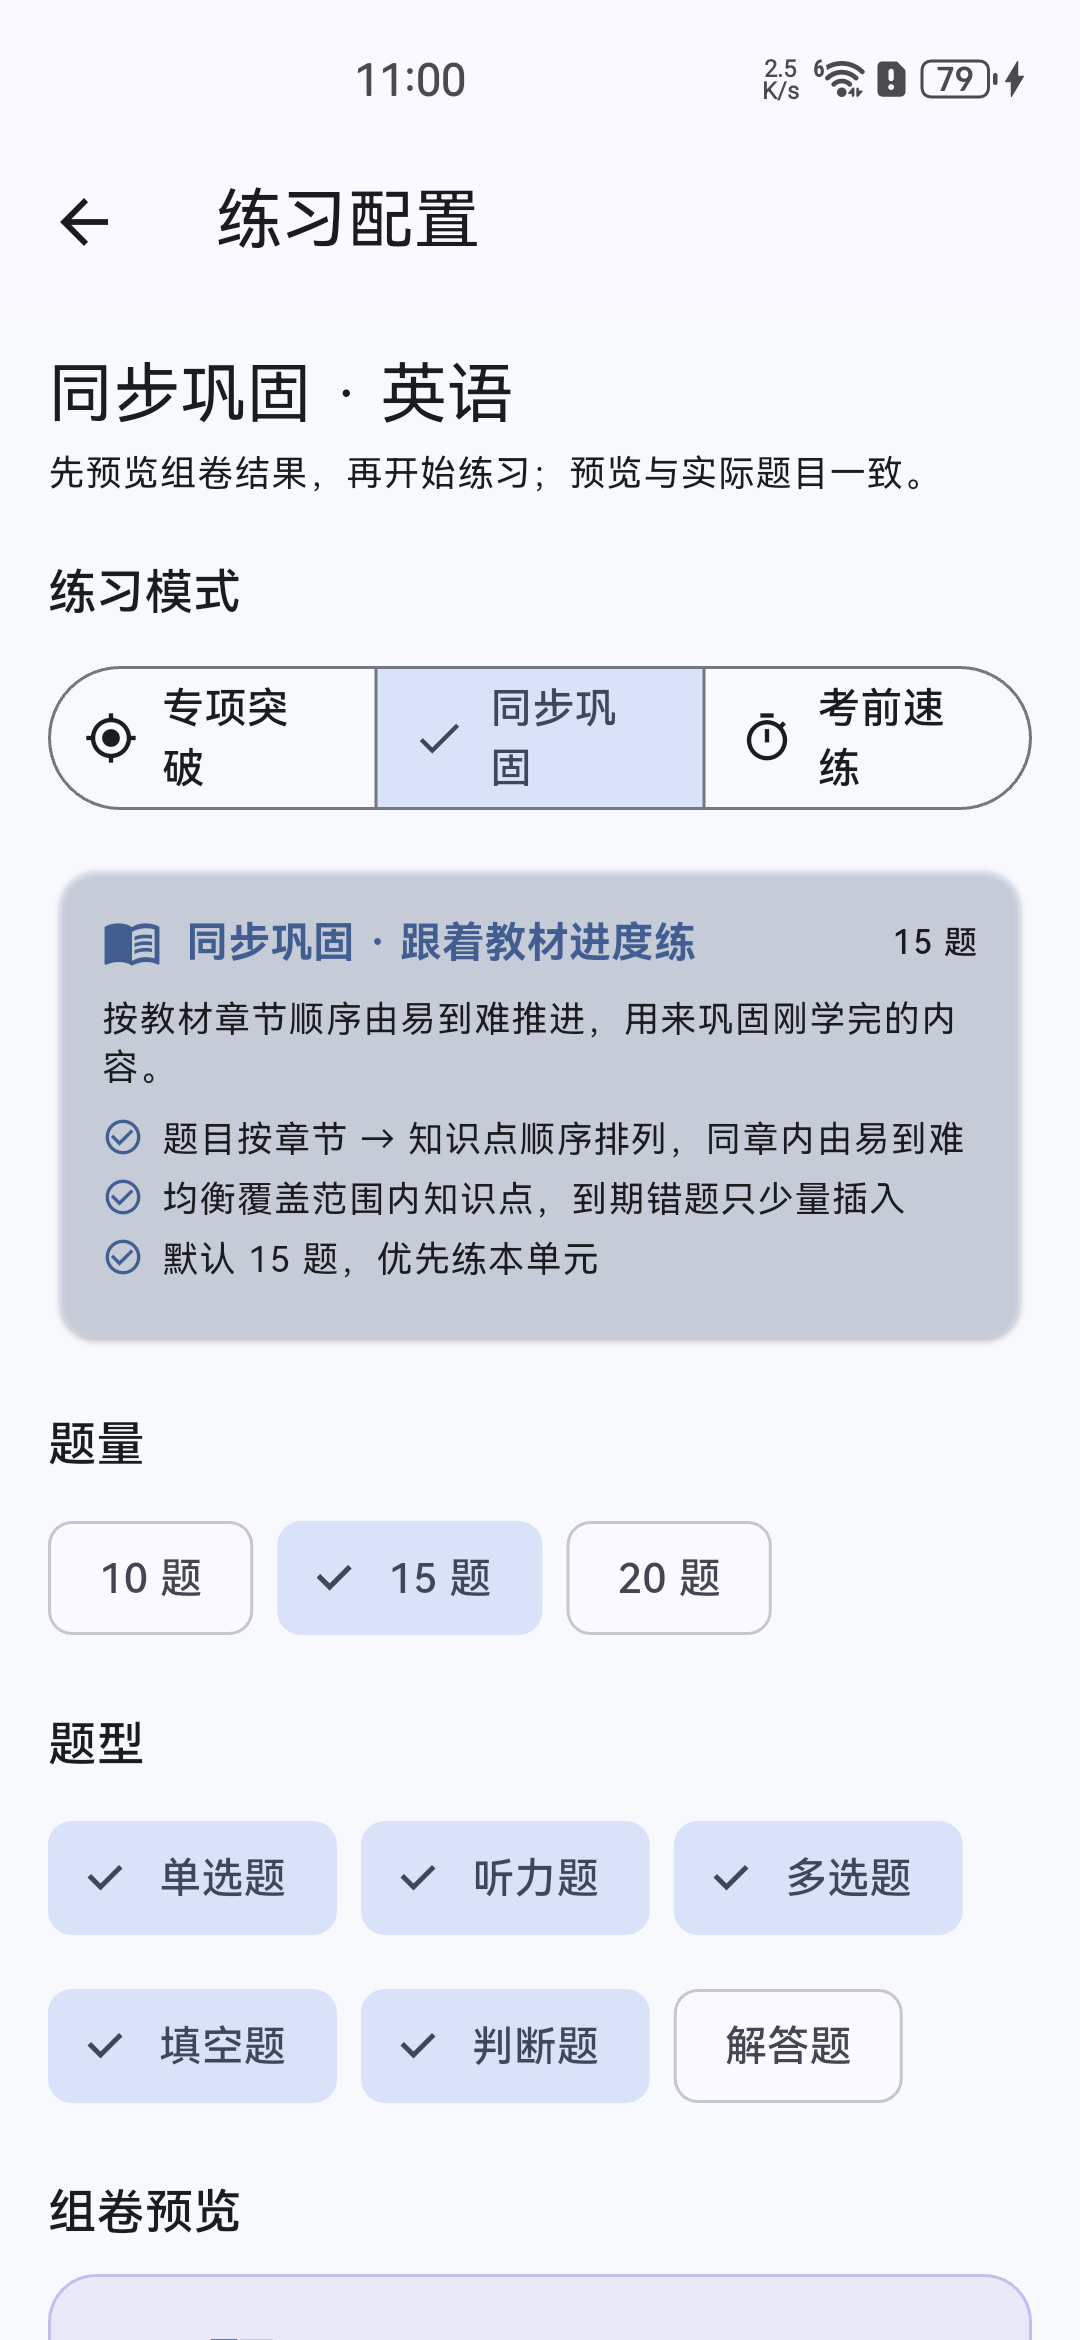 11:00
2.5 K/s
6
79
练习配置
同步巩固 · 英语
先预览组卷结果，再开始练习；预览与实际题目一致。
练习模式
专项突破
同步巩固
考前速练
同步巩固 · 跟着教材进度练
15 题
按教材章节顺序由易到难推进，用来巩固刚学完的内
容。
题目按章节 → 知识点顺序排列，同章内由易到难
均衡覆盖范围内知识点，到期错题只少量插入
默认 15 题，优先练本单元
题量
10 题
15 题
20 题
题型
单选题
听力题
多选题
填空题
判断题
解答题
组卷预览